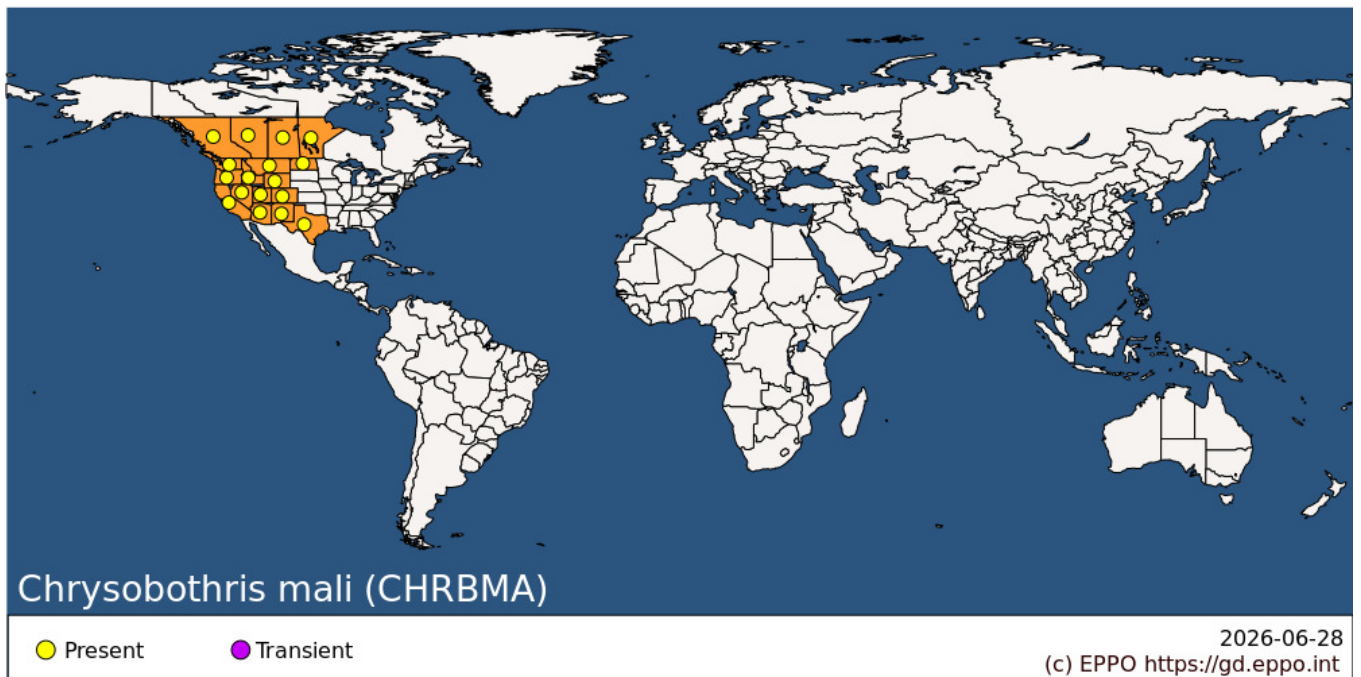 Chrysobothris mali (CHRBMA)
Present
Transient
2026-06-28
(c) EPPO https://gd.eppo.int